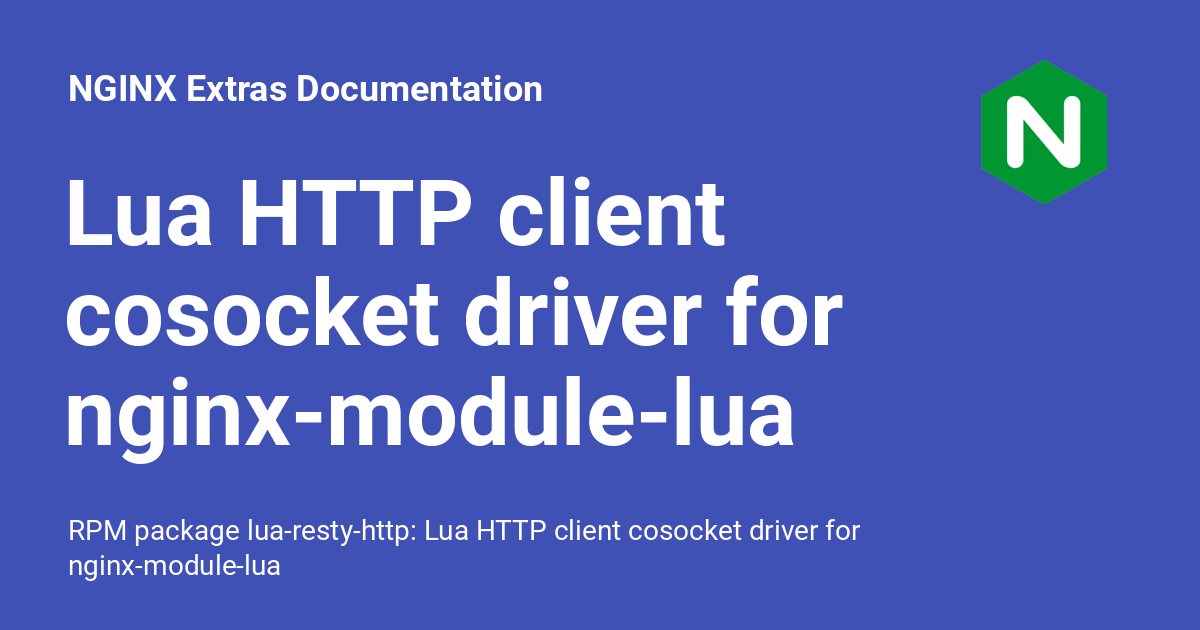 NGINX Extras Documentation
Lua HTTP client
cosocket driver for
nginx-module-lua
RPM package lua-resty-http: Lua HTTP client cosocket driver for
nginx-module-lua
N